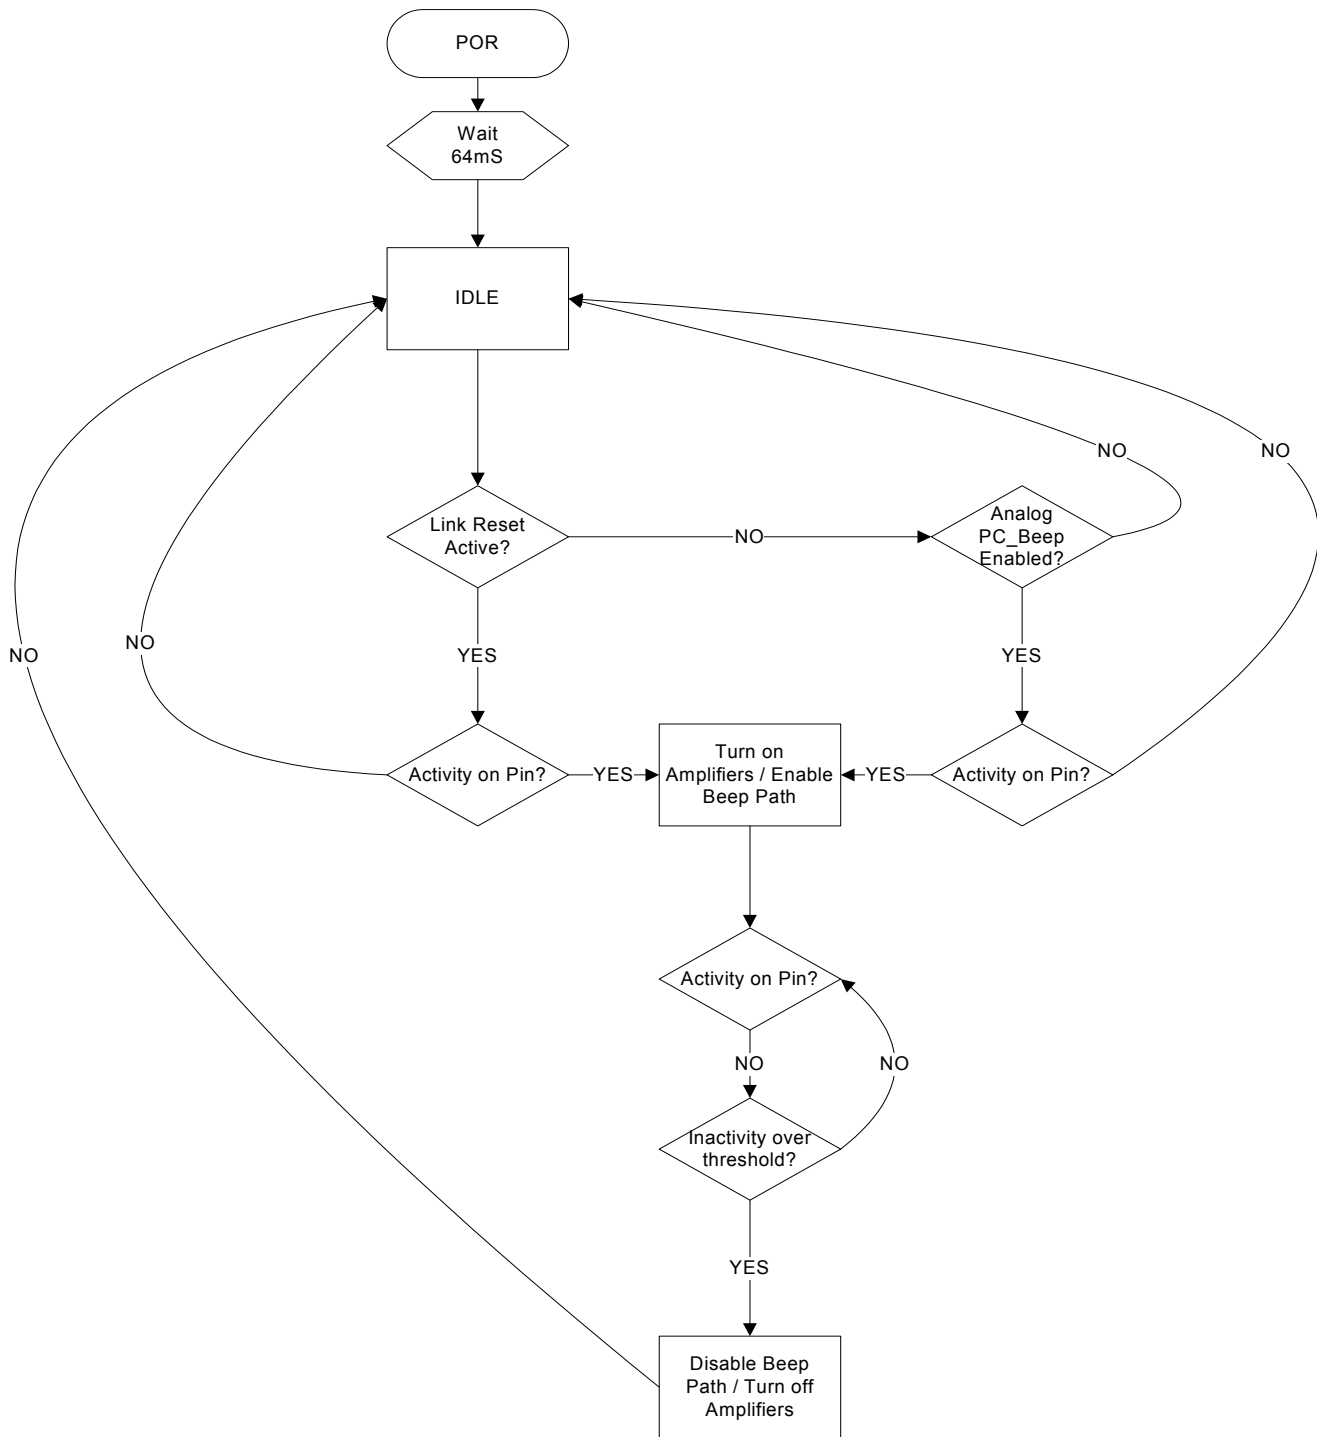 POR
Wait
64mS
IDLE
NO
NO
Link Reset
Active?
NO
Analog
PC_Beep
Enabled?
NO
YES
YES
NO
Activity on Pin?
YES
Turn on
Amplifiers / Enable
Beep Path
YES
Activity on Pin?
Activity on Pin?
NO
NO
Inactivity over
threshold?
YES
Disable Beep
Path / Turn off
Amplifiers